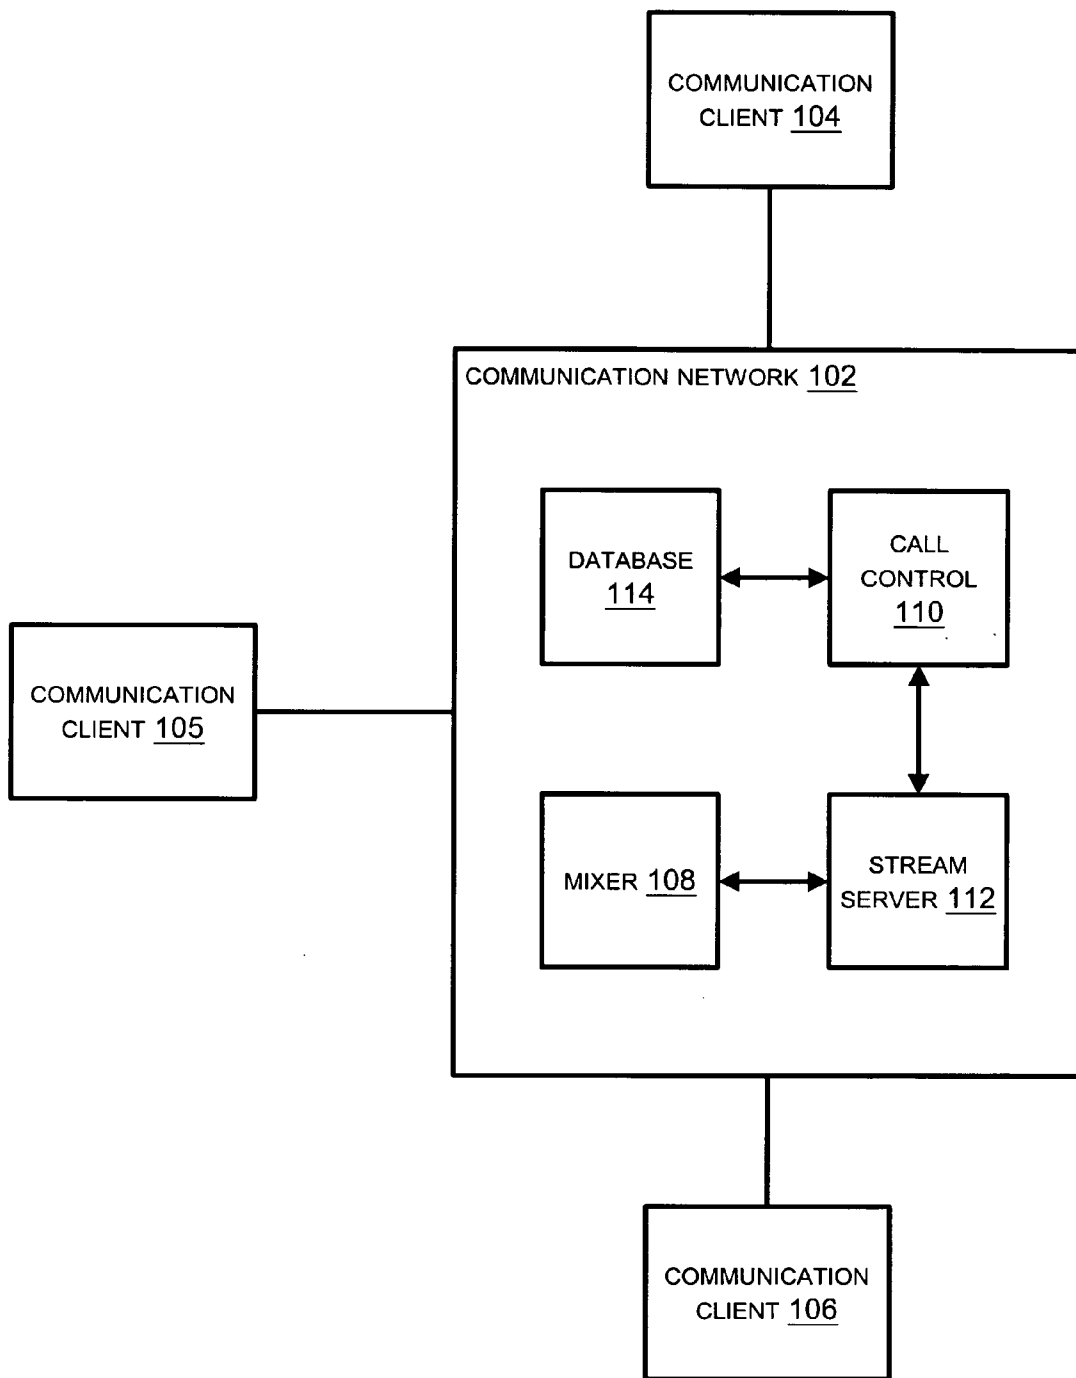 COMMUNICATION
CLIENT 104
COMMUNICATION NETWORK 102
DATABASE
114
CALL
CONTROL
110
COMMUNICATION
CLIENT 105
MIXER 108
STREAM
SERVER 112
COMMUNICATION
CLIENT 106